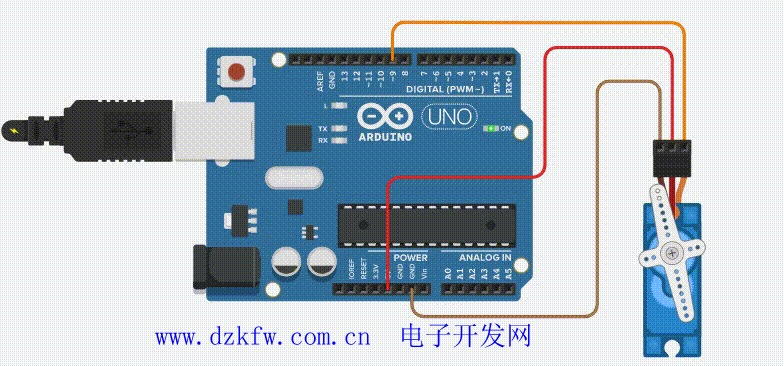 AREF
GND
13
12
~11
~10
~9
8
7
~6
~5
4
~3
2
TX→1
RX←0
DIGITAL (PWM~)
L
TX
RX
ARDUINO
UNO
ON
IOREF
RESET
3.3V
GND
GND
Vin
POWER
ANALOG IN
A0
A1
A2
A3
A4
A5
www.dzkfw.com.cn 电子开发网